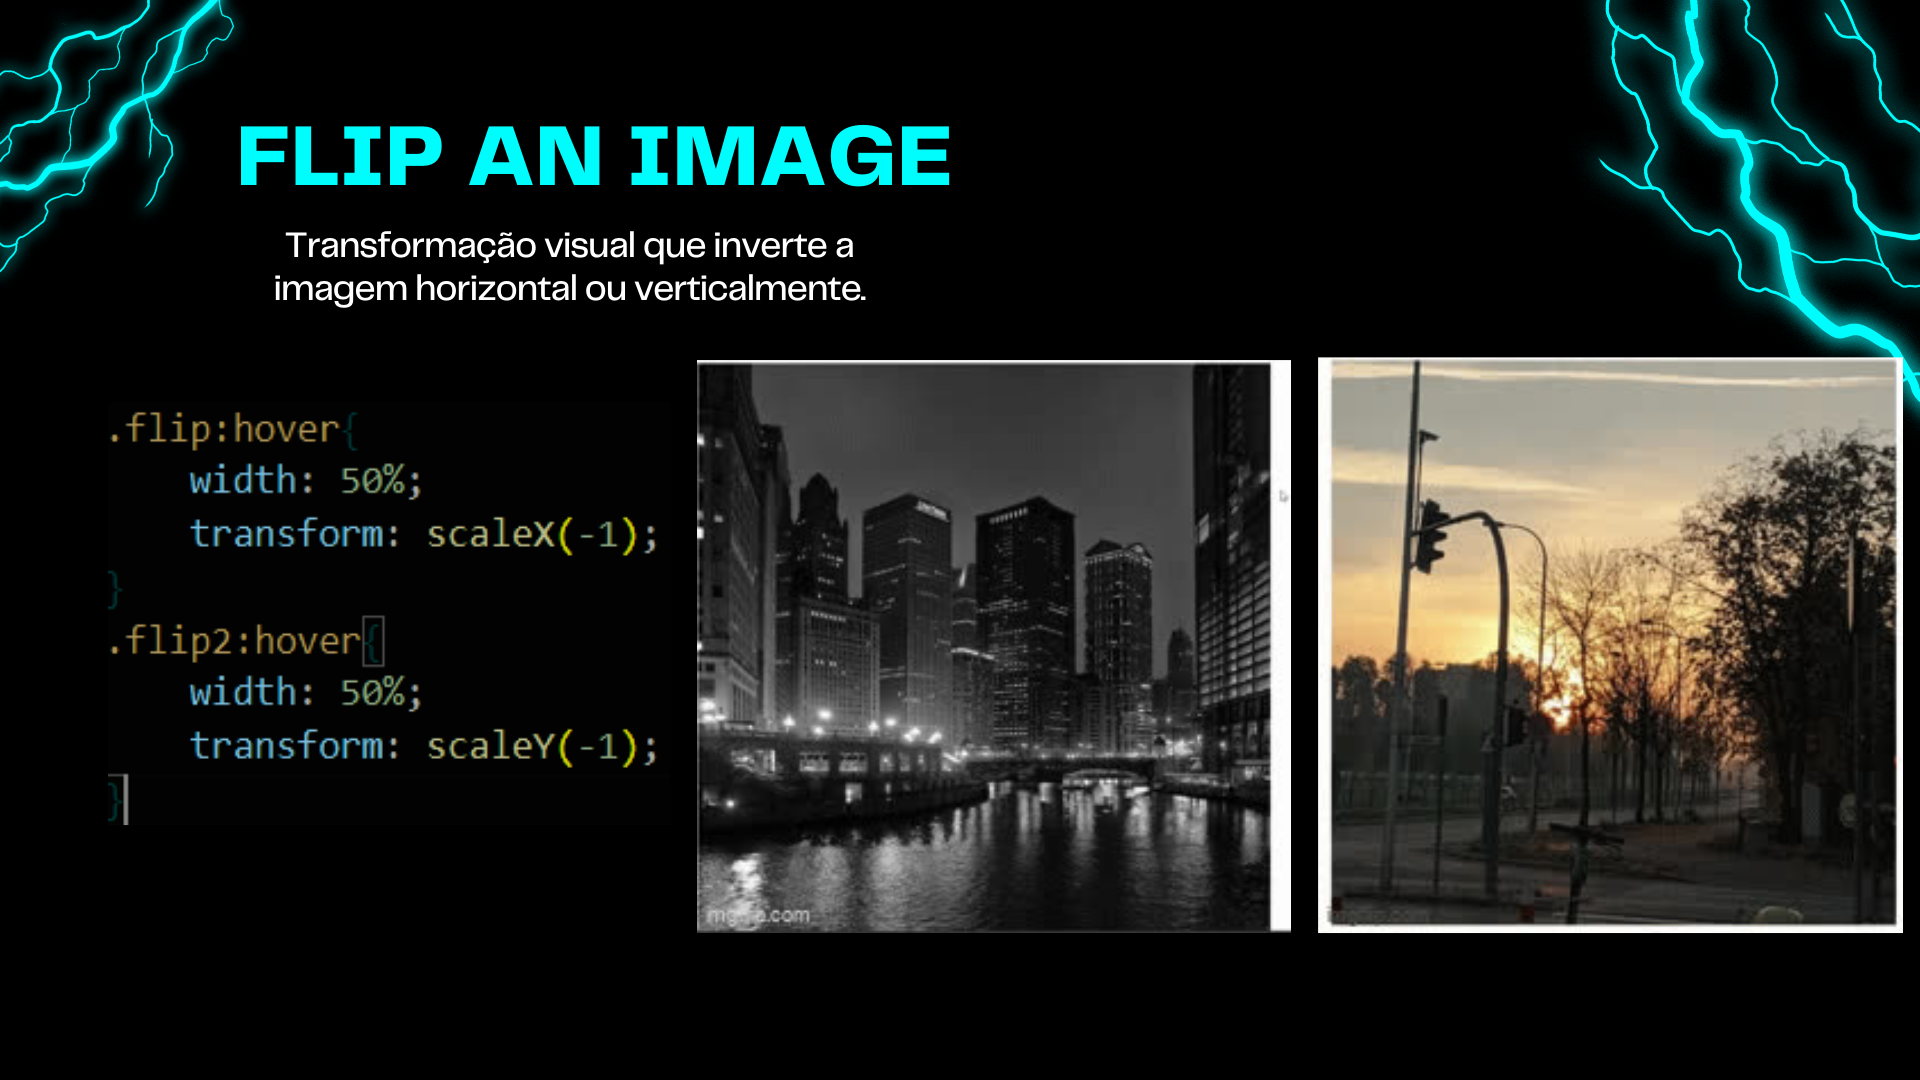 FLIP AN IMAGE
Transformação visual que inverte a
imagem horizontal ou verticalmente.
.flip:hover{
width: 50%;
transform: scaleX(-1);
}
.flip2:hover{
width: 50%;
transform: scaleY(-1);
}